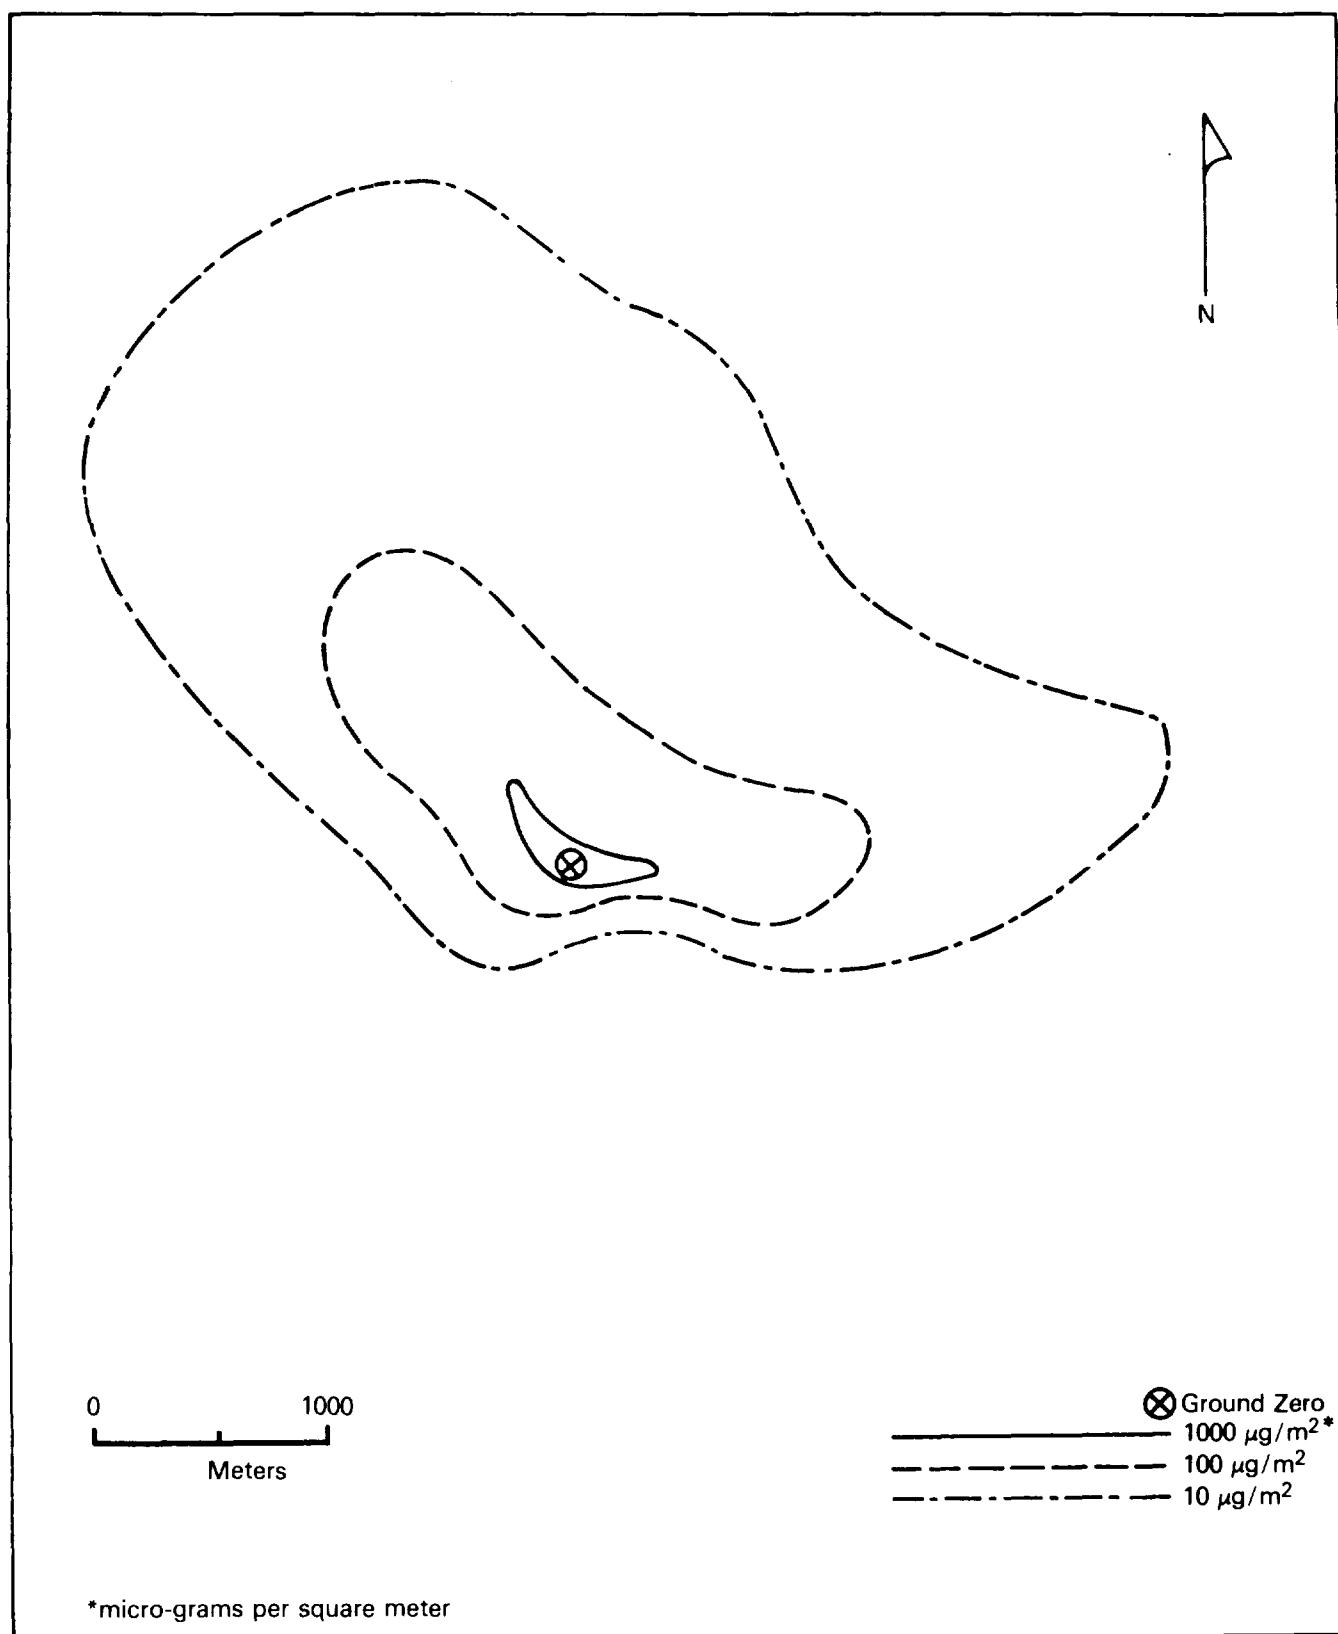 N
0 1000
Meters
Ground Zero
1000 μg/m²*
100 μg/m²
10 μg/m²
*micro-grams per square meter